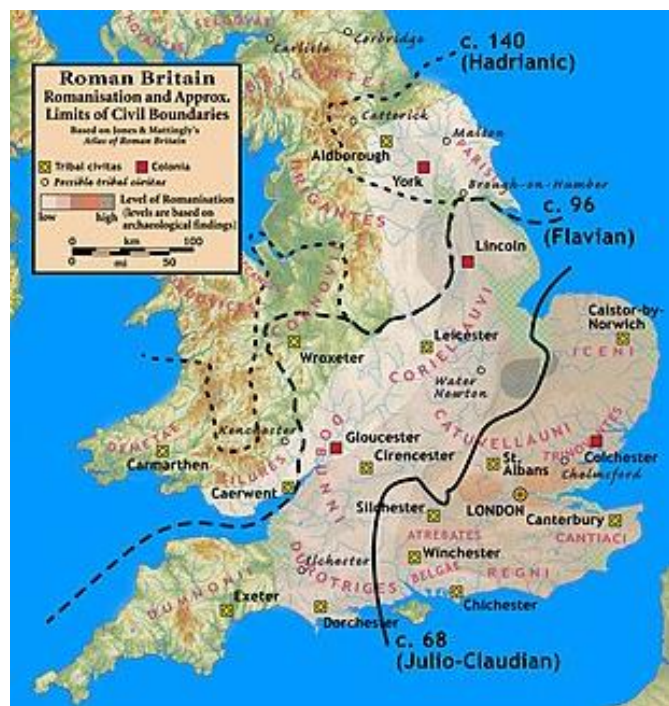 NOVANTES
SELGOVAE
Carlisle
Corbridge
c. 140
(Hadrianic)
BRIGANTES
Roman Britain
Romanisation and Approx.
Limits of Civil Boundaries
Based on Jones & Mattingly's
Atlas of Roman Britain
Tribal civitas
Colonia
Possible tribal civitas
low
high
Level of Romanisation
(levels are based on
archaeological findings)
0 km 100
0 mi 50
Catterick
Malton
Aldborough
PARISI
York
Brough-on-Humber
BRIGANTES
c. 96
(Flavian)
Lincoln
CORNOVII
Caistor-by-
Norwich
Wroxeter
Leicester
ICENI
CORIELLAUVI
Water
Newton
CATUVELLAUNI
TRINOVANTES
Kenchester
DEMETAE
Gloucester
Colchester
Carmarthen
Cirencester
St.
Albans
Chelmsford
SILURES
DOBUNNI
Caerwent
LONDON
Silchester
Canterbury
ATREBATES
CANTIACI
Winchester
Ilchester
BELGAE
REGNI
DUROTRIGES
DUMNONII
Exeter
Chichester
Dorchester
c. 68
(Julio-Claudian)